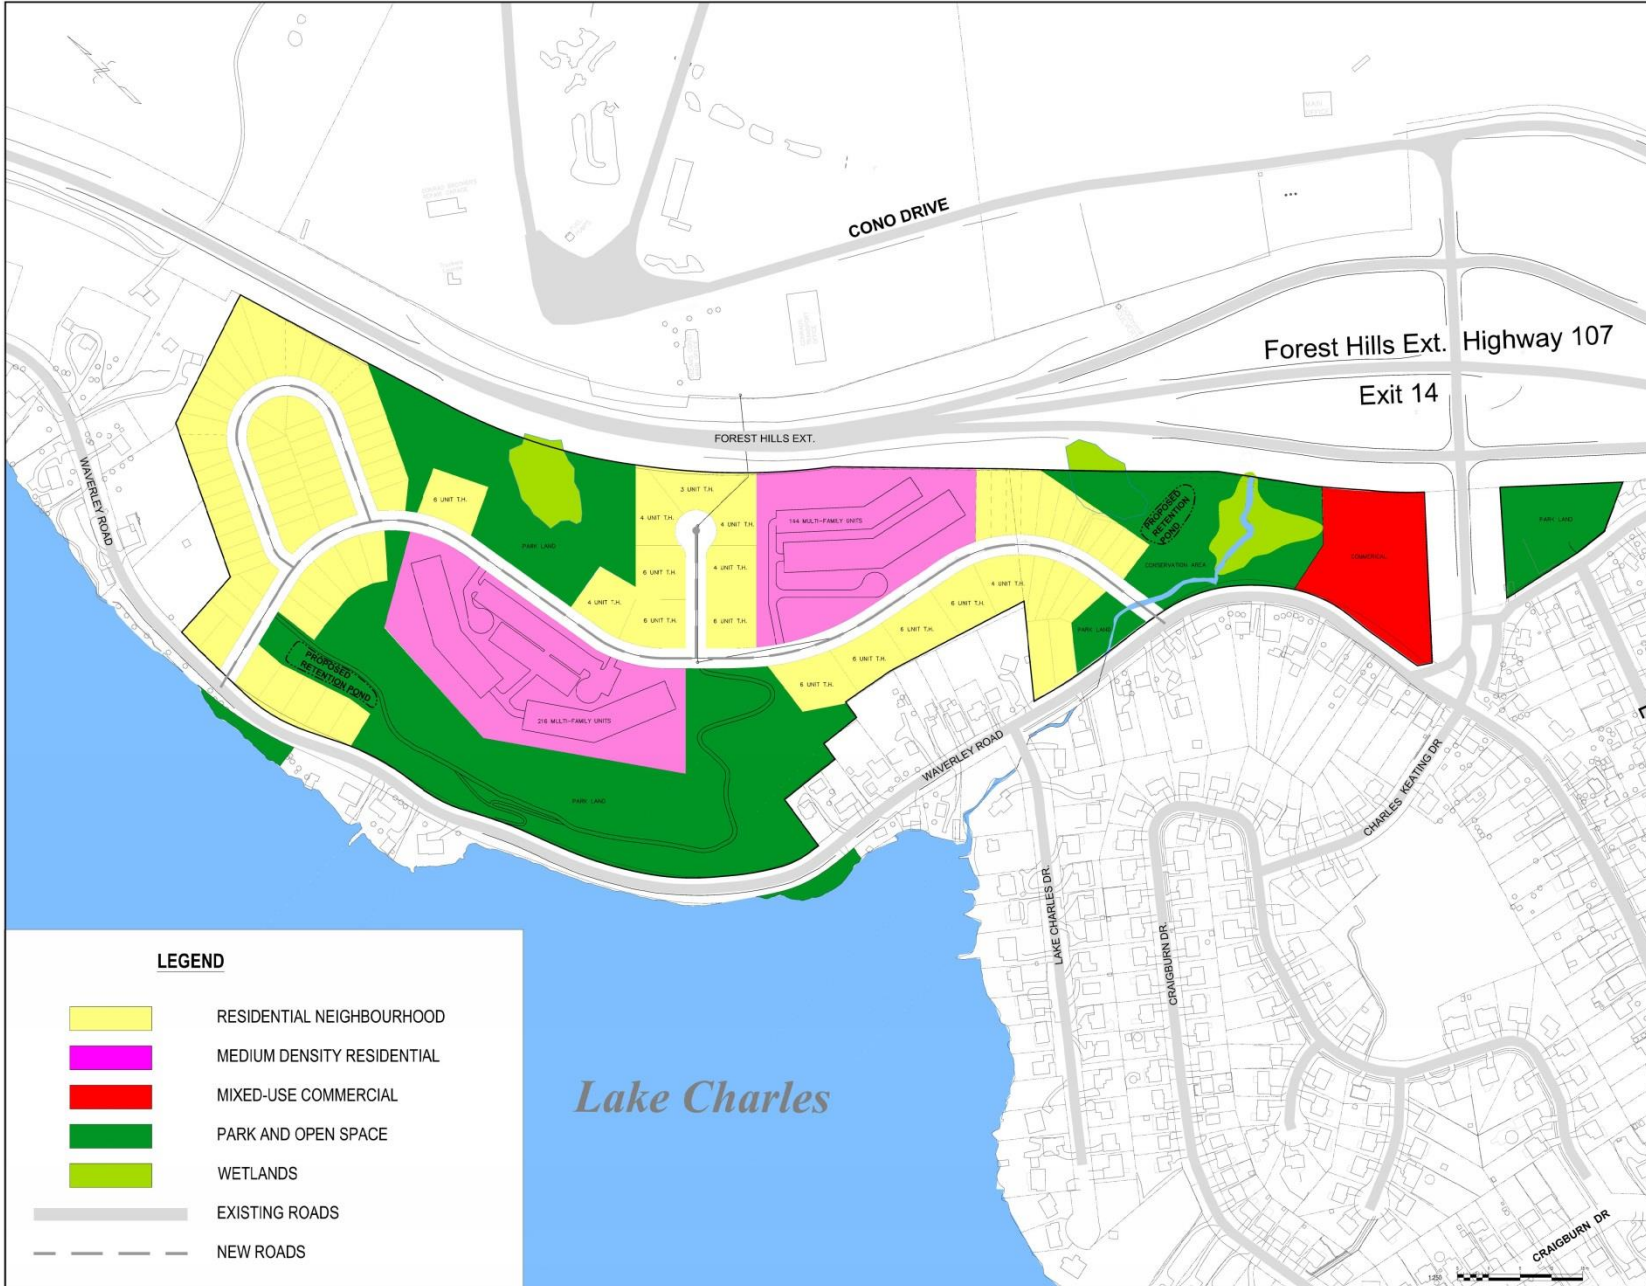 CONO DRIVE
Forest Hills Ext. Highway 107
Exit 14
FOREST HILLS EXT.
WAVERLEY ROAD
6 UNIT T.H.
PARK LAND
3 UNIT T.H.
4 UNIT T.H.
4 UNIT T.H.
6 UNIT T.H.
4 UNIT T.H.
4 UNIT T.H.
6 UNIT T.H.
6 UNIT T.H.
144 MULTI-FAMILY UNITS
PROPOSED
RETENTION
POND
CONSERVATION AREA
COMMERCIAL
PARK LAND
4 UNIT T.H.
6 UNIT T.H.
6 UNIT T.H.
6 UNIT T.H.
6 UNIT T.H.
PARK LAND
PROPOSED
RETENTION POND
216 MULTI-FAMILY UNITS
PARK LAND
WAVERLEY ROAD
CHARLES KEATING DR
LAKE CHARLES DR.
CRAIGBURN DR.
CRAIGBURN DR
Lake Charles
LEGEND
RESIDENTIAL NEIGHBOURHOOD
MEDIUM DENSITY RESIDENTIAL
MIXED-USE COMMERCIAL
PARK AND OPEN SPACE
WETLANDS
EXISTING ROADS
NEW ROADS